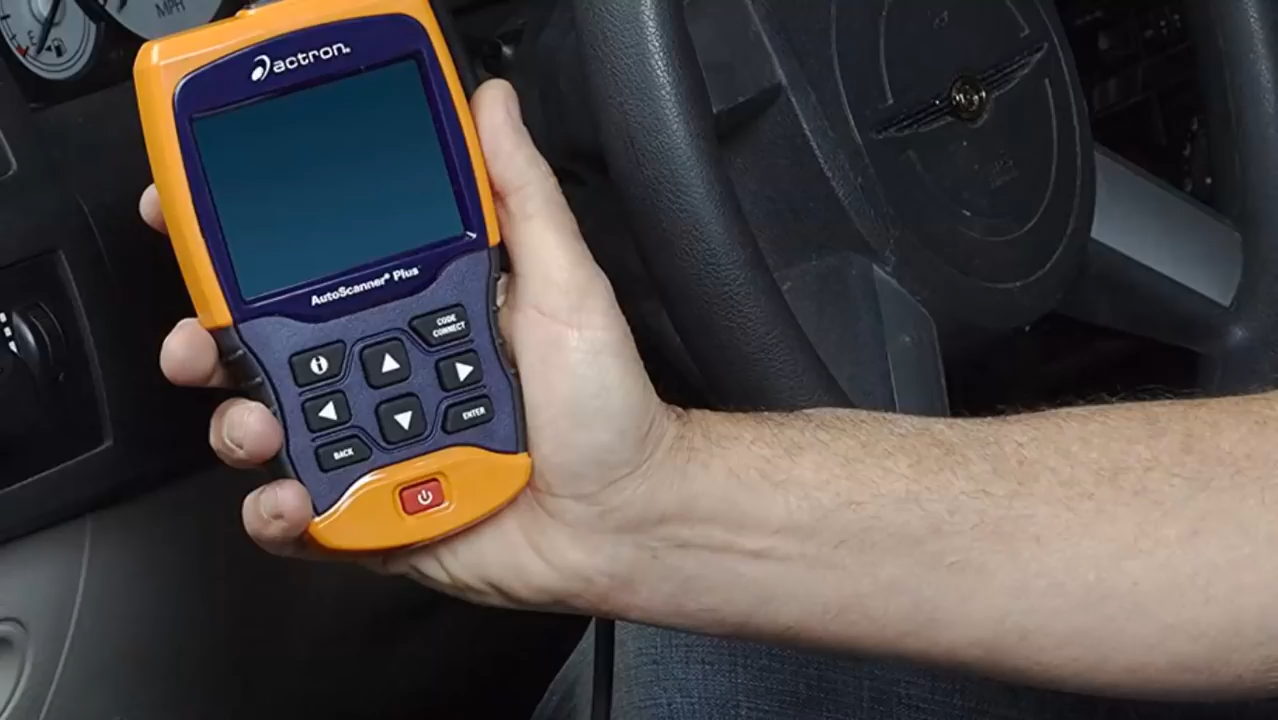 MPH
E
actron®
AutoScanner® Plus
CODE
CONNECT
i
ENTER
BACK